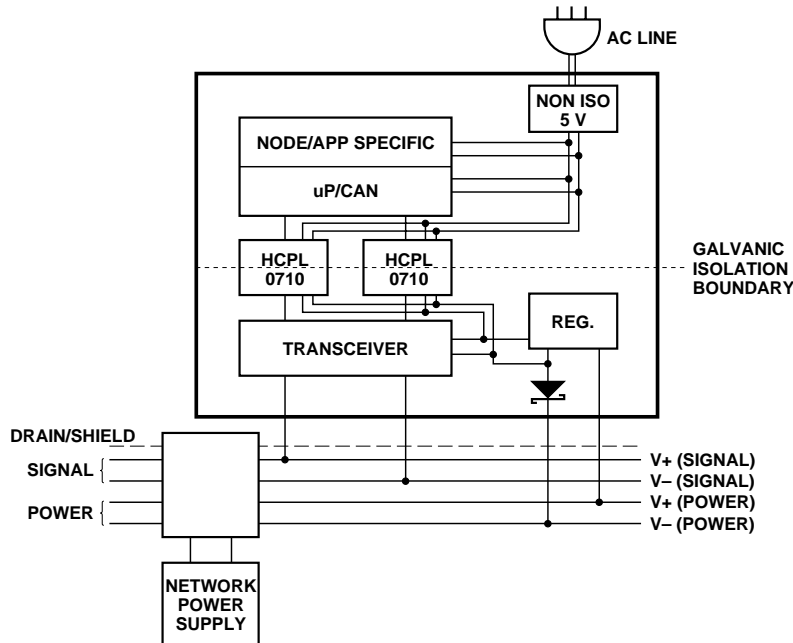 AC LINE
NON ISO
5 V
NODE/APP SPECIFIC
uP/CAN
HCPL
0710
HCPL
0710
GALVANIC
ISOLATION
BOUNDARY
REG.
TRANSCEIVER
DRAIN/SHIELD
SIGNAL
POWER
V+ (SIGNAL)
V– (SIGNAL)
V+ (POWER)
V– (POWER)
NETWORK
POWER
SUPPLY